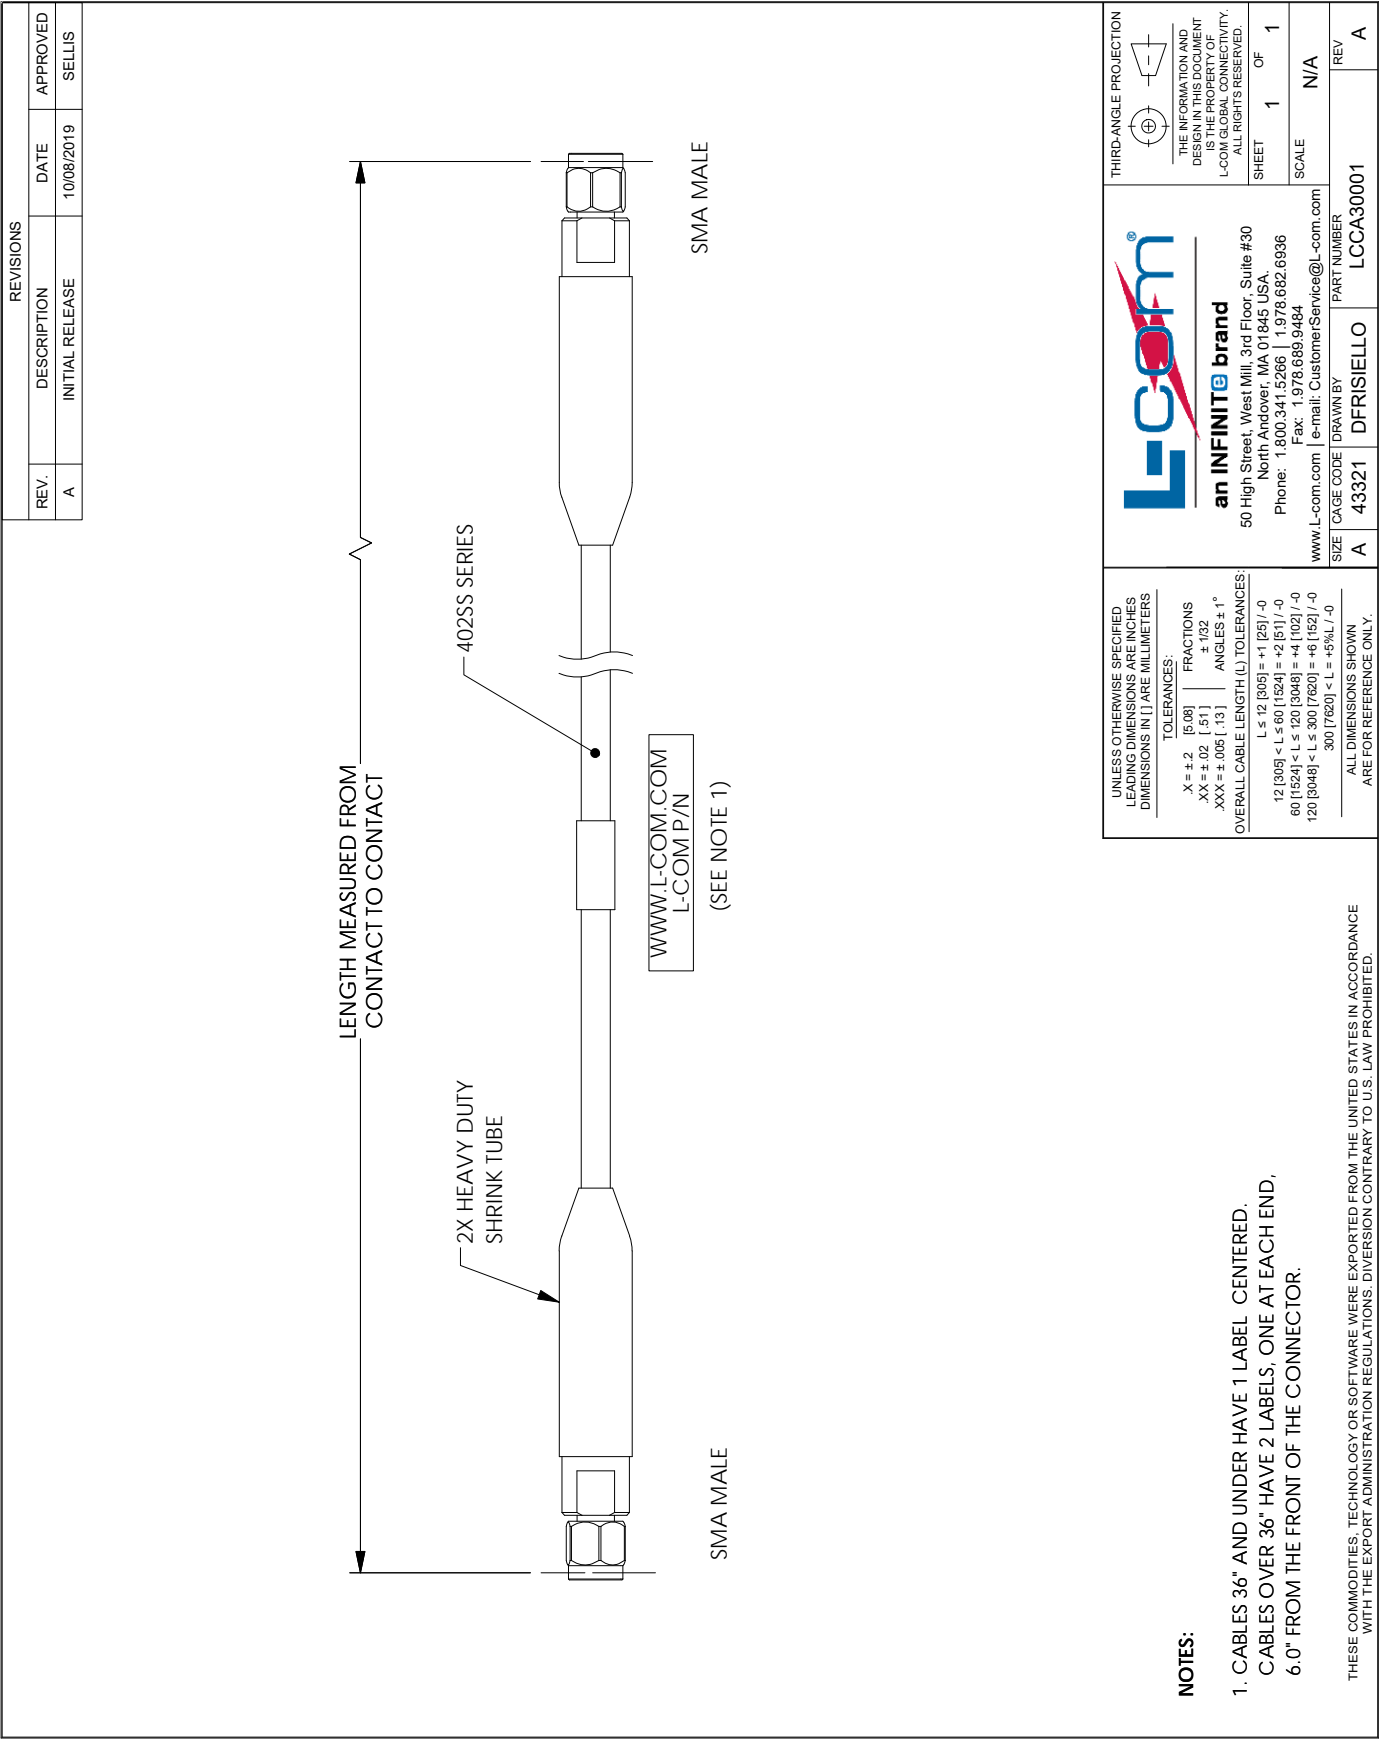 REVISIONS
REV. DESCRIPTION DATE APPROVED
A INITIAL RELEASE 10/08/2019 SELLIS
LENGTH MEASURED FROM
CONTACT TO CONTACT
2X HEAVY DUTY
SHRINK TUBE
402SS SERIES
SMA MALE
SMA MALE
WWW.L-COM.COM
L-COM P/N
(SEE NOTE 1)
NOTES:
1. CABLES 36" AND UNDER HAVE 1 LABEL CENTERED.
CABLES OVER 36" HAVE 2 LABELS, ONE AT EACH END,
6.0" FROM THE FRONT OF THE CONNECTOR.
THESE COMMODITIES, TECHNOLOGY OR SOFTWARE WERE EXPORTED FROM THE UNITED STATES IN ACCORDANCE
WITH THE EXPORT ADMINISTRATION REGULATIONS. DIVERSION CONTRARY TO U.S. LAW PROHIBITED.
UNLESS OTHERWISE SPECIFIED
LEADING DIMENSIONS ARE INCHES
DIMENSIONS IN [ ] ARE MILLIMETERS
TOLERANCES:
.X = ± .2 [5.08] FRACTIONS
.XX = ± .02 [ .51 ] ± 1/32
.XXX = ± .005 [ .13 ] ANGLES ± 1°
OVERALL CABLE LENGTH (L) TOLERANCES:
L ≤ 12 [305] = +1 [25] / -0
12 [305] < L ≤ 60 [1524] = +2 [51] / -0
60 [1524] < L ≤ 120 [3048] = +4 [102] / -0
120 [3048] < L ≤ 300 [7620] = +6 [152] / -0
300 [7620] < L = +5%L / -0
ALL DIMENSIONS SHOWN
ARE FOR REFERENCE ONLY.
L-com®
an INFINITe brand
50 High Street, West Mill, 3rd Floor, Suite #30
North Andover, MA 01845 USA.
Phone: 1.800.341.5266 | 1.978.682.6936
Fax: 1.978.689.9484
www.L-com.com | e-mail: CustomerService@L-com.com
THIRD-ANGLE PROJECTION
THE INFORMATION AND
DESIGN IN THIS DOCUMENT
IS THE PROPERTY OF
L-COM GLOBAL CONNECTIVITY.
ALL RIGHTS RESERVED.
SHEET 1 OF 1
SCALE N/A
SIZE CAGE CODE DRAWN BY PART NUMBER REV
A 43321 DFRISIELLO LCCA30001 A